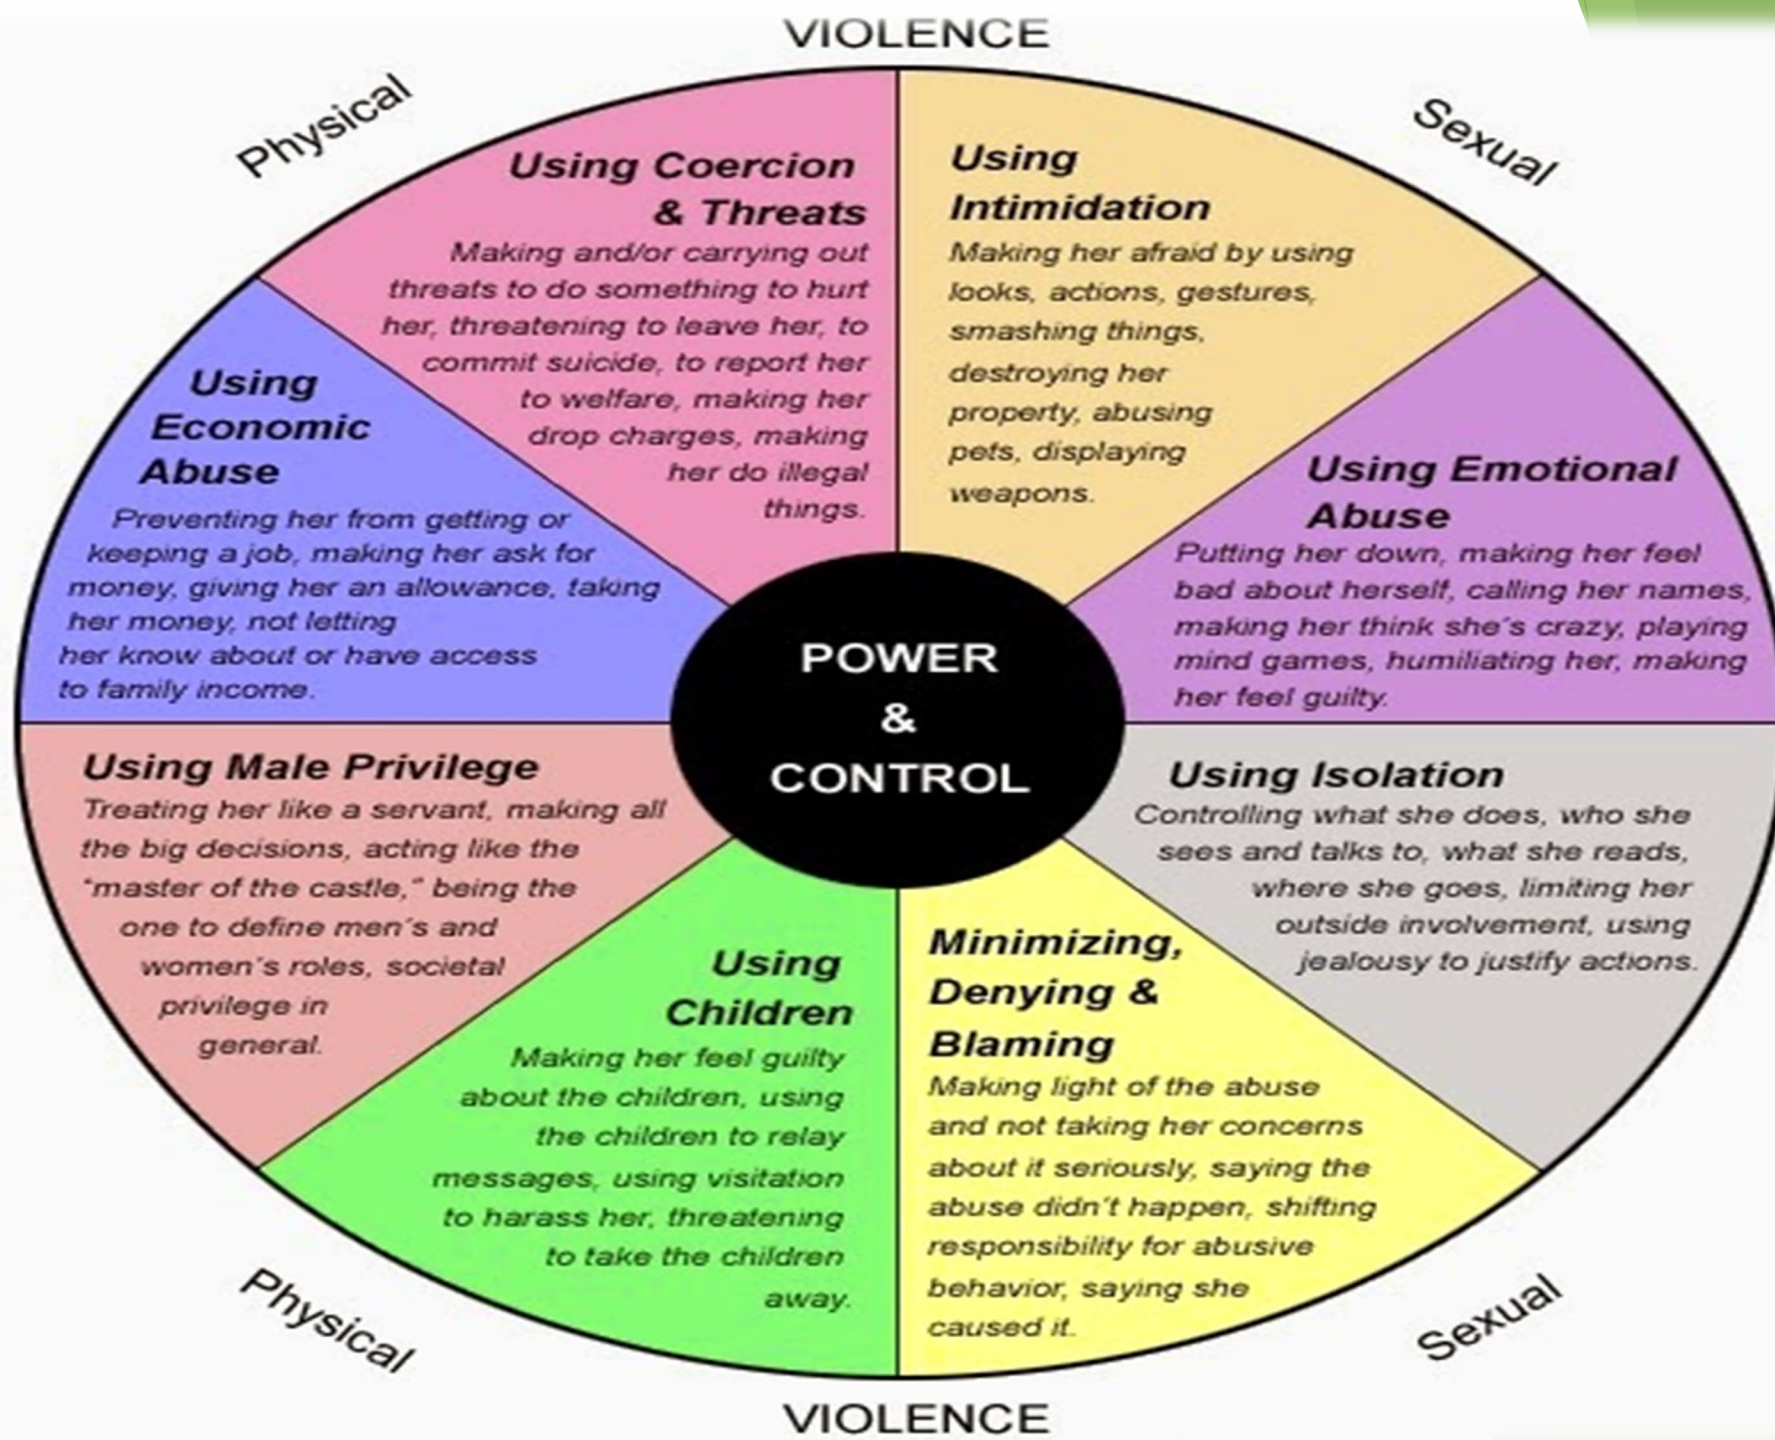 VIOLENCE
Physical
Sexual
Using Coercion
& Threats
Making and/or carrying out
threats to do something to hurt
her, threatening to leave her, to
commit suicide, to report her
to welfare, making her
drop charges, making
her do illegal
things.
Using
Intimidation
Making her afraid by using
looks, actions, gestures,
smashing things,
destroying her
property, abusing
pets, displaying
weapons.
Using Emotional
Abuse
Putting her down, making her feel
bad about herself, calling her names,
making her think she's crazy, playing
mind games, humiliating her, making
her feel guilty.
Using Isolation
Controlling what she does, who she
sees and talks to, what she reads,
where she goes, limiting her
outside involvement, using
jealousy to justify actions.
Minimizing,
Denying &
Blaming
Making light of the abuse
and not taking her concerns
about it seriously, saying the
abuse didn't happen, shifting
responsibility for abusive
behavior, saying she
caused it.
Using
Children
Making her feel guilty
about the children, using
the children to relay
messages, using visitation
to harass her, threatening
to take the children
away.
Using Male Privilege
Treating her like a servant, making all
the big decisions, acting like the
"master of the castle," being the
one to define men's and
women's roles, societal
privilege in
general.
Using
Economic
Abuse
Preventing her from getting or
keeping a job, making her ask for
money, giving her an allowance, taking
her money, not letting
her know about or have access
to family income.
POWER
&
CONTROL
Physical
Sexual
VIOLENCE